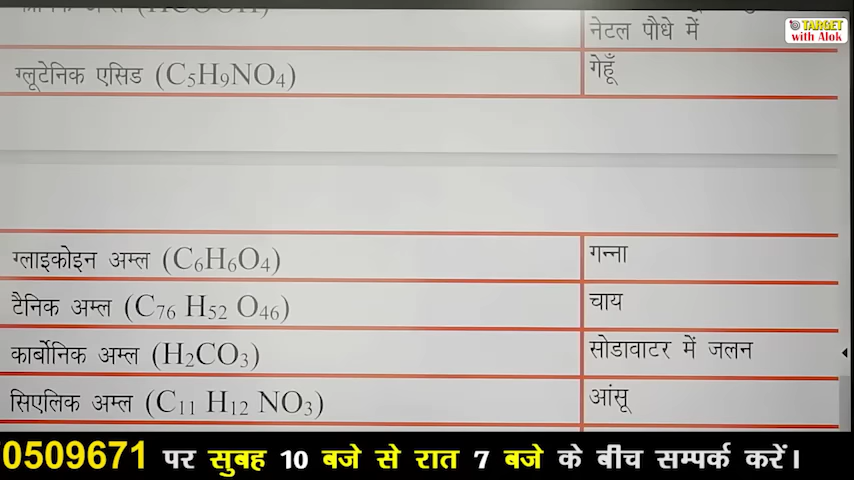 (HCOOH)
नेटल पौधे में
TARGET
with Alok
ग्लूटेनिक एसिड (C5H9NO4)
गेहूँ
ग्लाइकोइन अम्ल (C6H6O4)
गन्ना
टैनिक अम्ल (C76 H52 O46)
चाय
कार्बोनिक अम्ल (H2CO3)
सोडावाटर में जलन
सिएलिक अम्ल (C11 H12 NO3)
आंसू
0509671 पर सुबह 10 बजे से रात 7 बजे के बीच सम्पर्क करें।